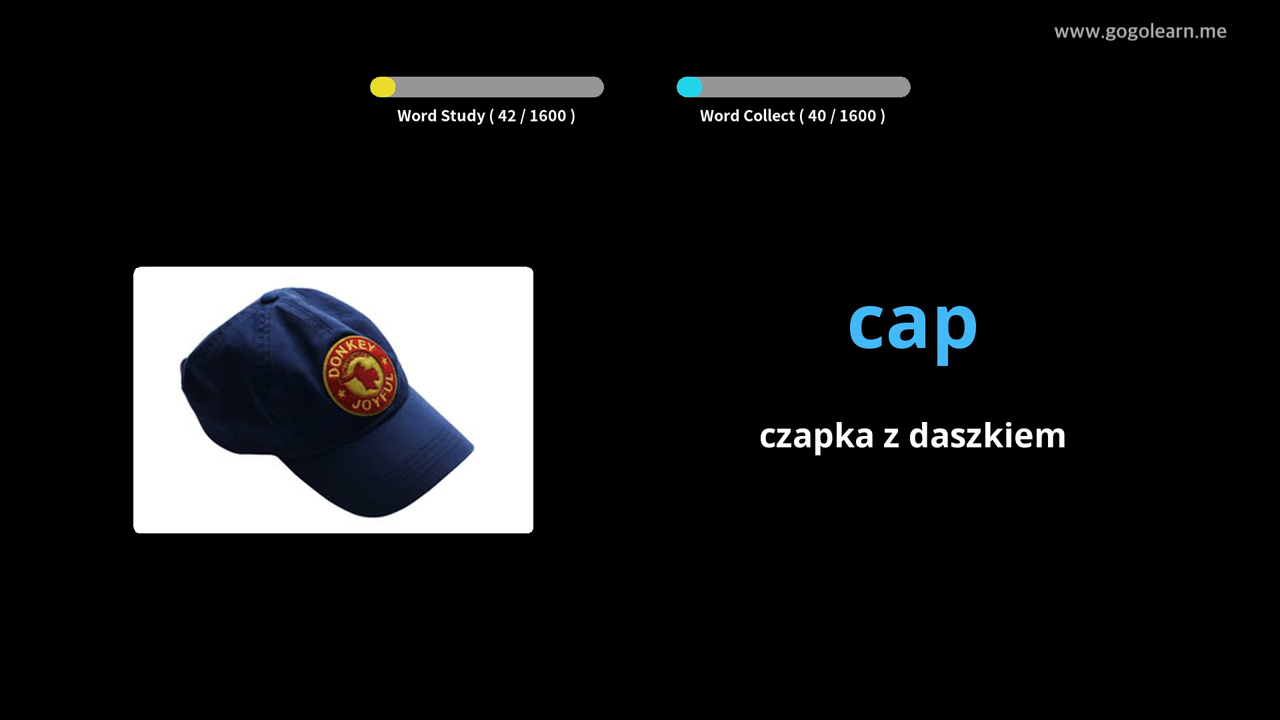 www.gogolearn.me
Word Study ( 42 / 1600 )
Word Collect ( 40 / 1600 )
DONKEY
JOYFUL
cap
czapka z daszkiem